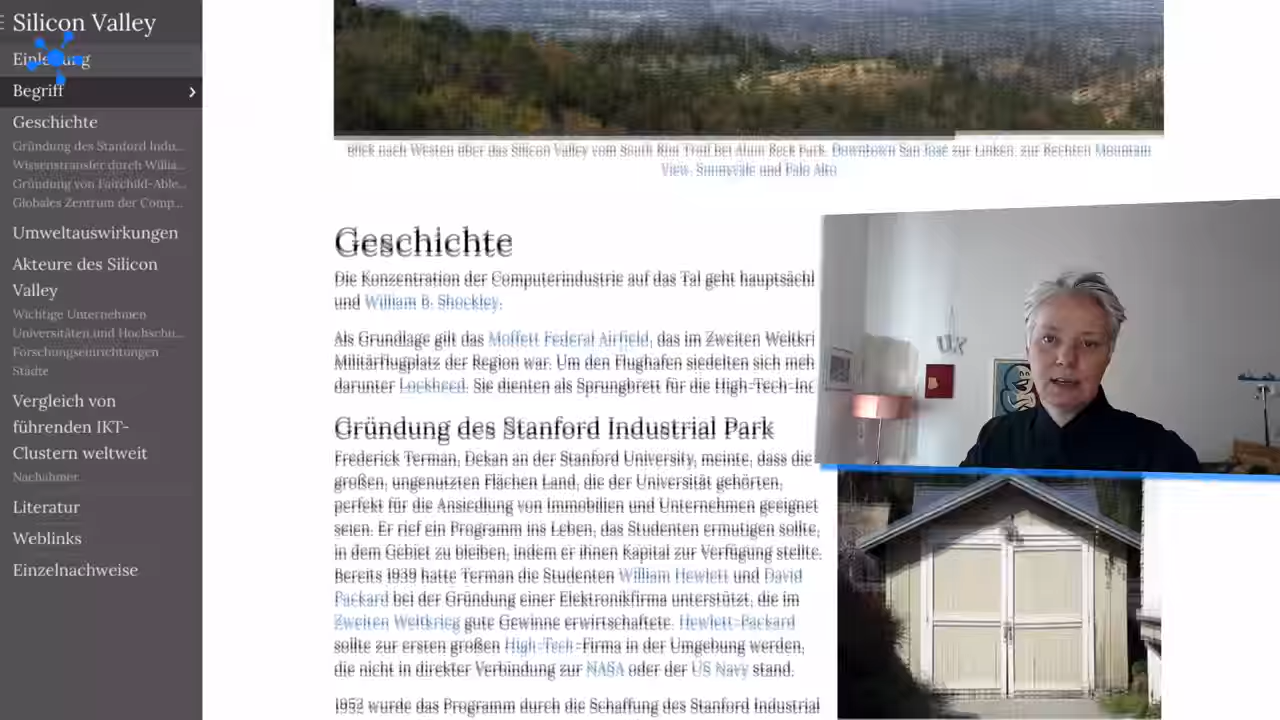 Silicon Valley
Einleitung
Begriff
Geschichte
Gründung des Stanford Indu...
Wissenstransfer durch Willia...
Gründung von Fairchild-Able...
Globales Zentrum der Comp...
Umweltauswirkungen
Akteure des Silicon
Valley
Wichtige Unternehmen
Universitäten und Hochschu...
Forschungseinrichtungen
Städte
Vergleich von
führenden IKT-
Clustern weltweit
Nachahmer
Literatur
Weblinks
Einzelnachweise
Blick nach Westen über das Silicon Valley vom South Rim Trail bei Alum Rock Park. Downtown San José zur Linken, zur Rechten Mountain
View, Sunnyvale und Palo Alto
Geschichte
Die Konzentration der Computerindustrie auf das Tal geht hauptsächl
und William B. Shockley.
Als Grundlage gilt das Moffett Federal Airfield, das im Zweiten Weltkri
Militärflugplatz der Region war. Um den Flughafen siedelten sich meh
darunter Lockheed. Sie dienten als Sprungbrett für die High-Tech-Inc
Gründung des Stanford Industrial Park
Frederick Terman, Dekan an der Stanford University, meinte, dass die
großen, ungenutzten Flächen Land, die der Universität gehörten,
perfekt für die Ansiedlung von Immobilien und Unternehmen geeignet
seien. Er rief ein Programm ins Leben, das Studenten ermutigen sollte,
in dem Gebiet zu bleiben, indem er ihnen Kapital zur Verfügung stellte.
Bereits 1939 hatte Terman die Studenten William Hewlett und David
Packard bei der Gründung einer Elektronikfirma unterstützt, die im
Zweiten Weltkrieg gute Gewinne erwirtschaftete. Hewlett-Packard
sollte zur ersten großen High-Tech-Firma in der Umgebung werden,
die nicht in direkter Verbindung zur NASA oder der US Navy stand.
1952 wurde das Programm durch die Schaffung des Stanford Industrial